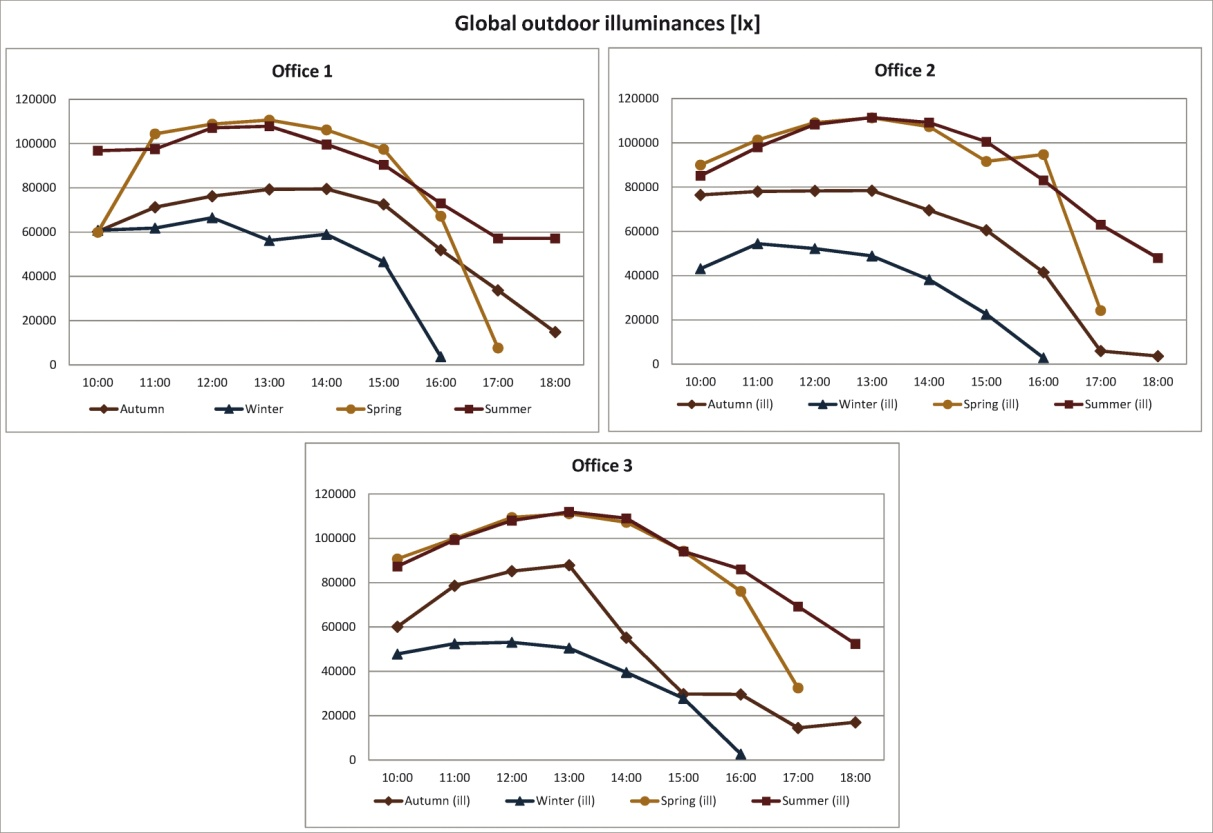 Global outdoor illuminances [lx]
Office 1
120000
100000
80000
60000
40000
20000
0
10:00 11:00 12:00 13:00 14:00 15:00 16:00 17:00 18:00
Autumn Winter Spring Summer
Office 2
120000
100000
80000
60000
40000
20000
0
10:00 11:00 12:00 13:00 14:00 15:00 16:00 17:00 18:00
Autumn (ill) Winter (ill) Spring (ill) Summer (ill)
Office 3
120000
100000
80000
60000
40000
20000
0
10:00 11:00 12:00 13:00 14:00 15:00 16:00 17:00 18:00
Autumn (ill) Winter (ill) Spring (ill) Summer (ill)